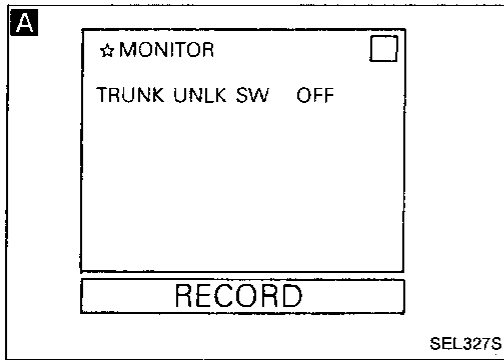 A
☆MONITOR
TRUNK UNLK SW OFF
RECORD
SEL327S